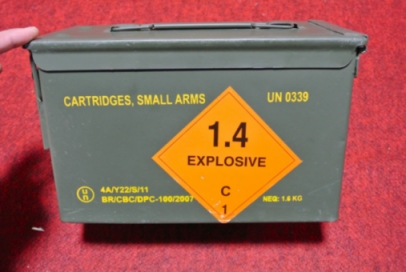 CARTRIDGES, SMALL ARMS UN 0339
1.4
EXPLOSIVE
C
1
u n 4A/Y22/S/11
BR/CBC/DPC-100/2007 NEQ: 1.6 KG